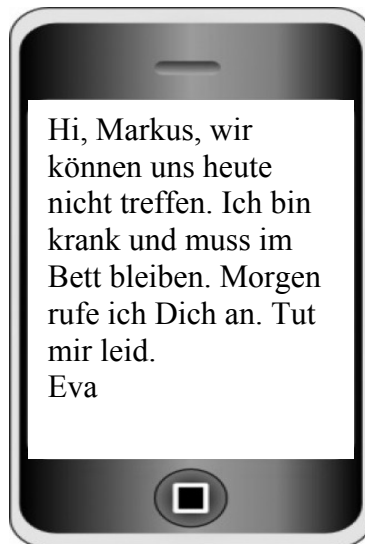 Hi, Markus, wir
können uns heute
nicht treffen. Ich bin
krank und muss im
Bett bleiben. Morgen
rufe ich Dich an. Tut
mir leid.
Eva